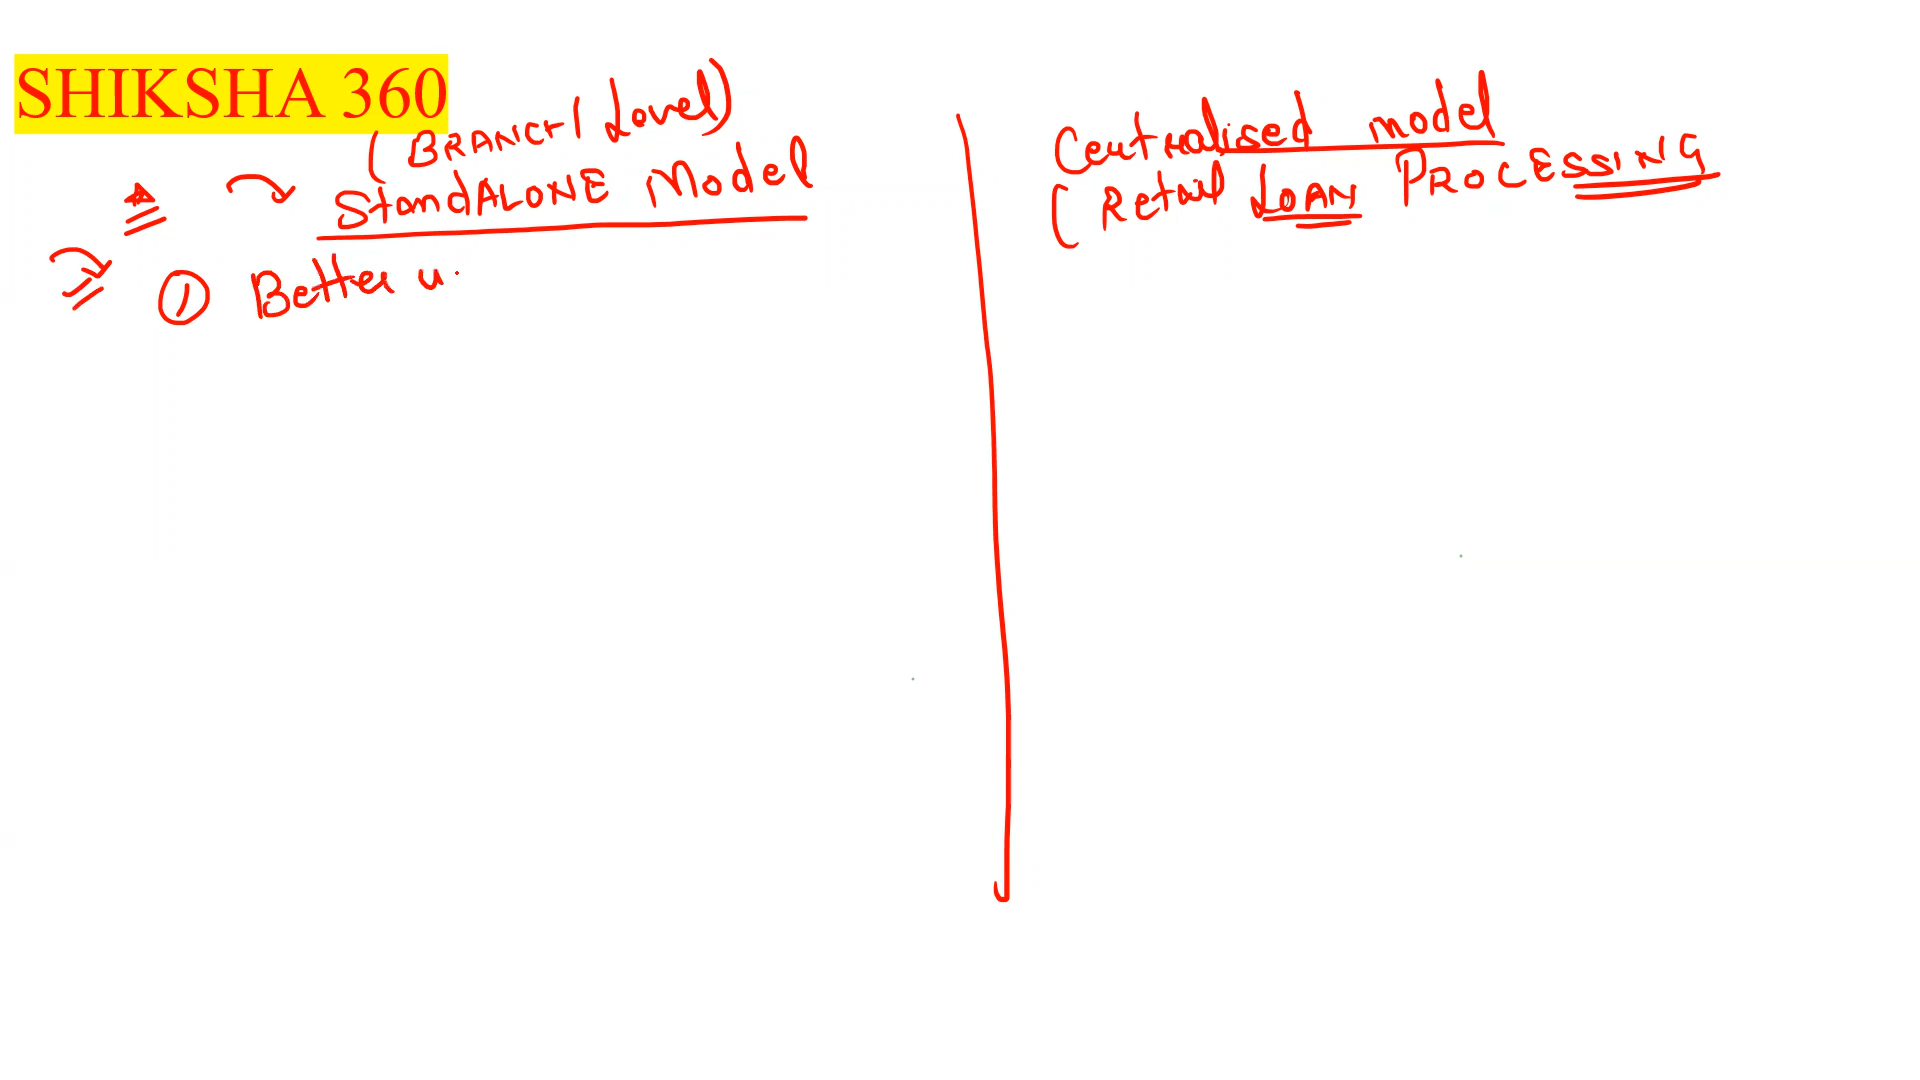 SHIKSHA 360
(BRANCH Level)
StandALONE Model
① Better u.
Centralised model
(Retail LOAN PROCESSING